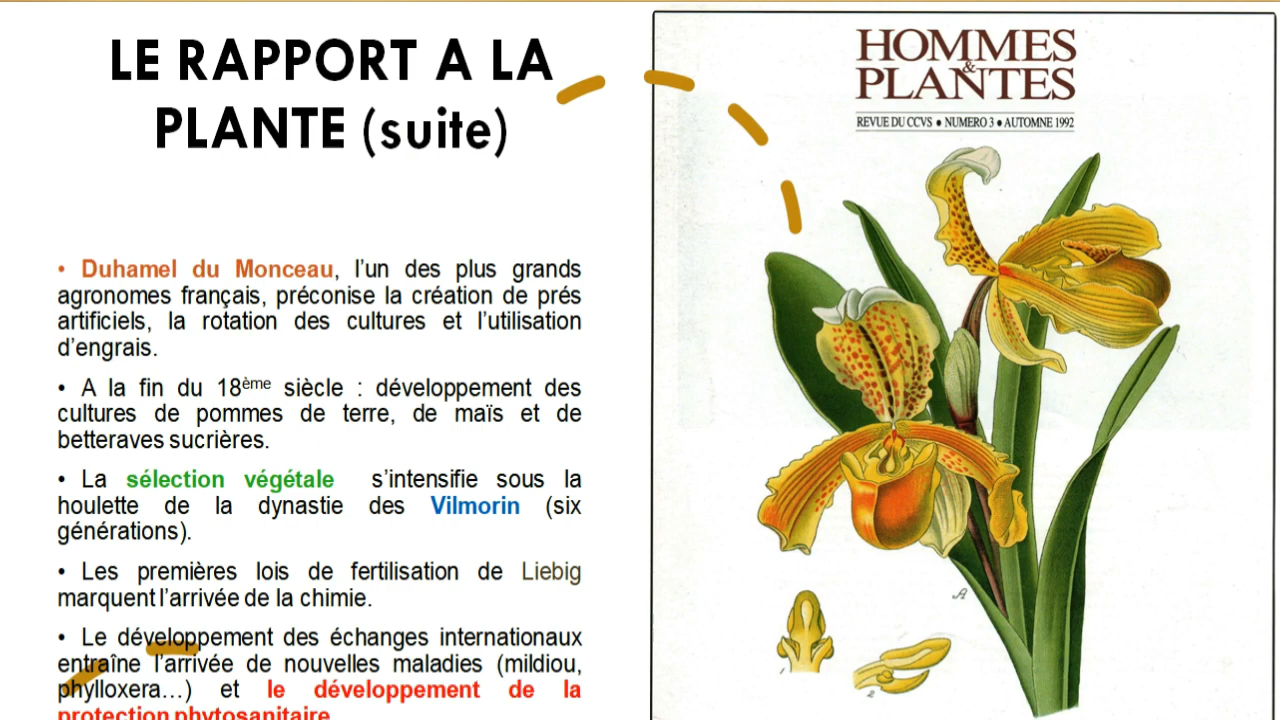 LE RAPPORT A LA
PLANTE (suite)
• Duhamel du Monceau, l’un des plus grands
agronomes français, préconise la création de prés
artificiels, la rotation des cultures et l’utilisation
d’engrais.
• A la fin du 18ème siècle : développement des
cultures de pommes de terre, de maïs et de
betteraves sucrières.
• La sélection végétale s’intensifie sous la
houlette de la dynastie des Vilmorin (six
générations).
• Les premières lois de fertilisation de Liebig
marquent l’arrivée de la chimie.
• Le développement des échanges internationaux
entraîne l’arrivée de nouvelles maladies (mildiou,
phylloxera…) et le développement de la
protection phytosanitaire
HOMMES
&
PLANTES
REVUE DU CCVS • NUMERO 3 • AUTOMNE 1992
A
1
2